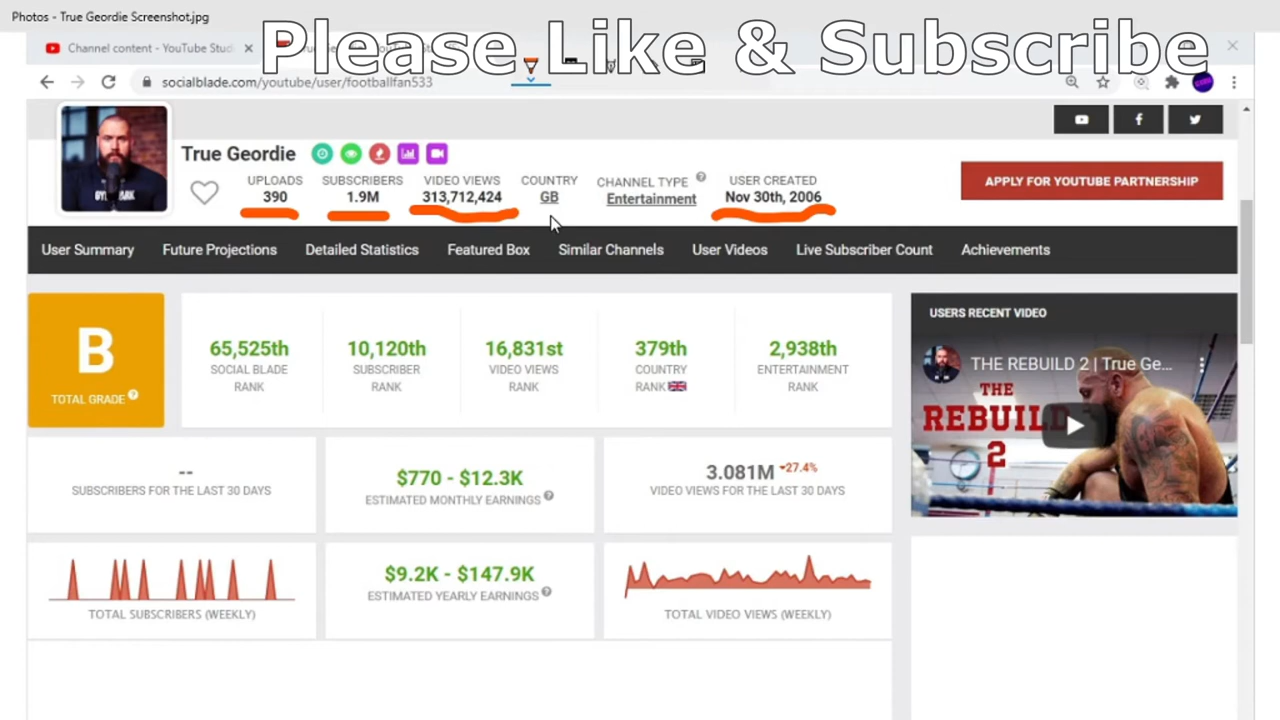 Photos - True Geordie Screenshot.jpg
Please Like & Subscribe
Channel content - YouTube Stud
socialblade.com/youtube/user/footballfan533
True Geordie
UPLOADS SUBSCRIBERS VIDEO VIEWS COUNTRY CHANNEL TYPE USER CREATED
390 1.9M 313,712,424 GB Entertainment Nov 30th, 2006
APPLY FOR YOUTUBE PARTNERSHIP
User Summary Future Projections Detailed Statistics Featured Box Similar Channels User Videos Live Subscriber Count Achievements
B
TOTAL GRADE
65,525th 10,120th 16,831st 379th 2,938th
SOCIAL BLADE SUBSCRIBER VIDEO VIEWS COUNTRY ENTERTAINMENT
RANK RANK RANK RANK RANK
USERS RECENT VIDEO
THE REBUILD 2 | True Ge...
THE
REBUILD
2
--
SUBSCRIBERS FOR THE LAST 30 DAYS
$770 - $12.3K
ESTIMATED MONTHLY EARNINGS
3.081M -27.4%
VIDEO VIEWS FOR THE LAST 30 DAYS
TOTAL SUBSCRIBERS (WEEKLY)
$9.2K - $147.9K
ESTIMATED YEARLY EARNINGS
TOTAL VIDEO VIEWS (WEEKLY)